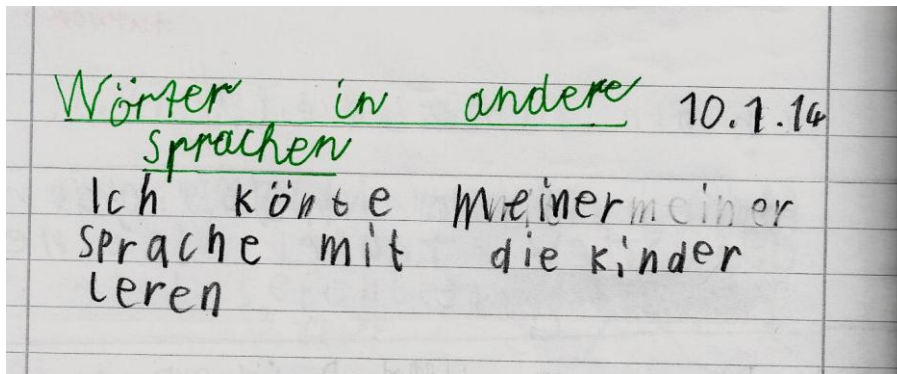 Wörter in andere 10.1.14
sprachen
Ich könte meiner meiner
sprache mit die kinder
leren